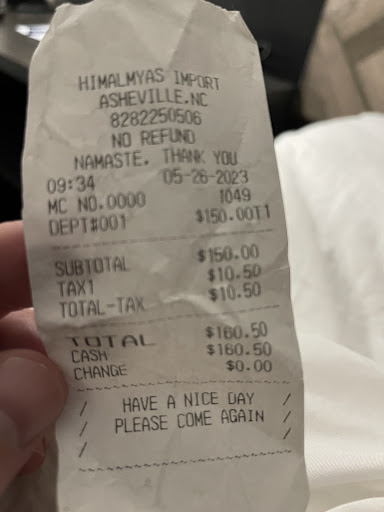 HIMALMYAS IMPORT
ASHEVILLE.NC
8282250506
NO REFUND
NAMASTE. THANK YOU
09:34 05-26-2023
MC NO.0000 1049
DEPT#001 $150.00T1
SUBTOTAL $150.00
TAX1 $10.50
TOTAL-TAX $10.50
TOTAL $160.50
CASH $160.50
CHANGE $0.00
/ HAVE A NICE DAY /
/ PLEASE COME AGAIN /
/ /